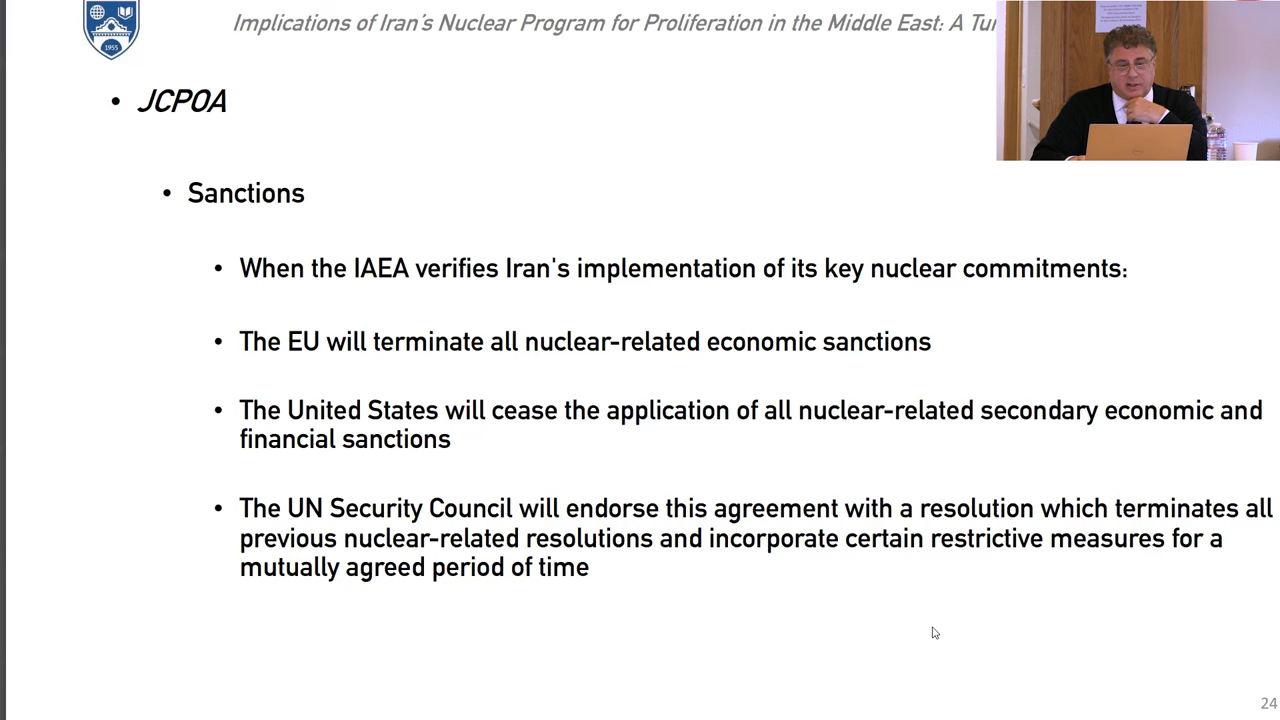 Implications of Iran´s Nuclear Program for Proliferation in the Middle East: A Tur
1955
• JCPOA
• Sanctions
• When the IAEA verifies Iran's implementation of its key nuclear commitments:
• The EU will terminate all nuclear-related economic sanctions
• The United States will cease the application of all nuclear-related secondary economic and
financial sanctions
• The UN Security Council will endorse this agreement with a resolution which terminates all
previous nuclear-related resolutions and incorporate certain restrictive measures for a
mutually agreed period of time
24